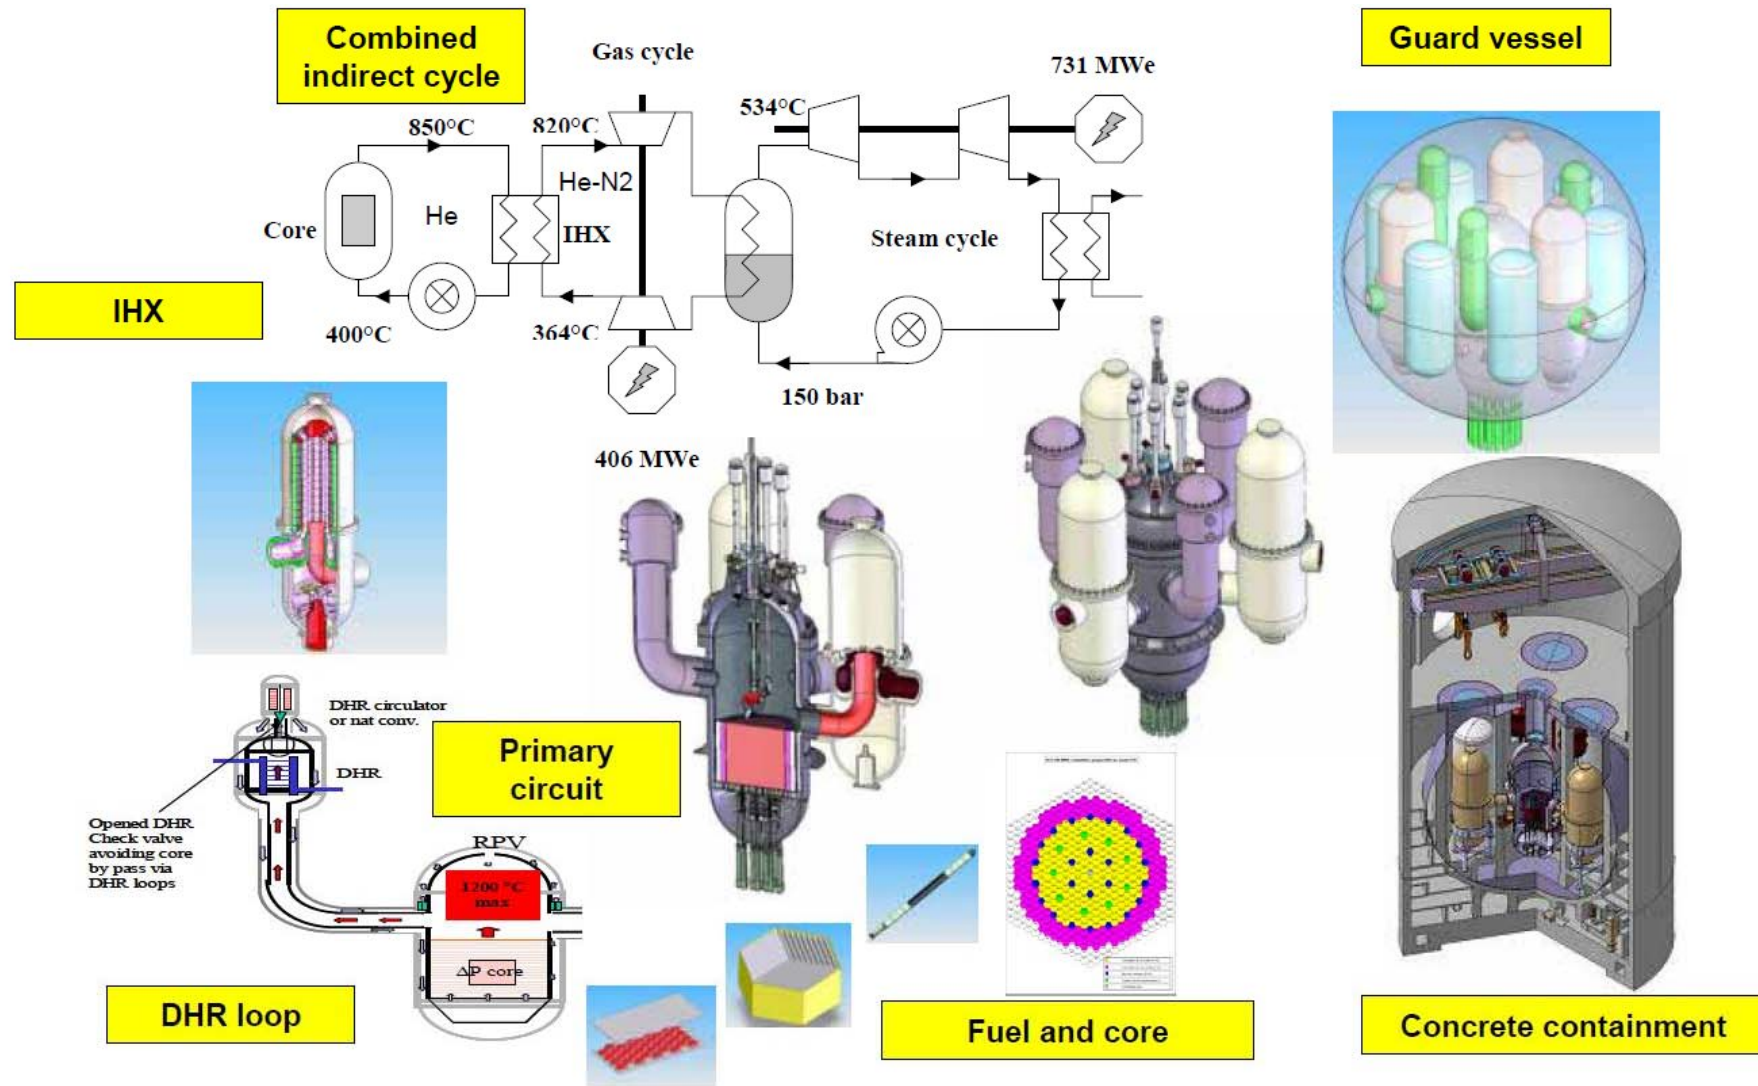 Combined
indirect cycle
Gas cycle
731 MWe
Guard vessel
534°C
850°C
820°C
He-N2
He
Core
IHX
Steam cycle
IHX
400°C
364°C
150 bar
406 MWe
DHR circulator
or nat conv.
DHR
Primary
circuit
Opened DHR
Check valve
avoiding core
by pass via
DHR loops
RPV
1200 °C
max
ΔP core
DHR loop
Fuel and core
Concrete containment